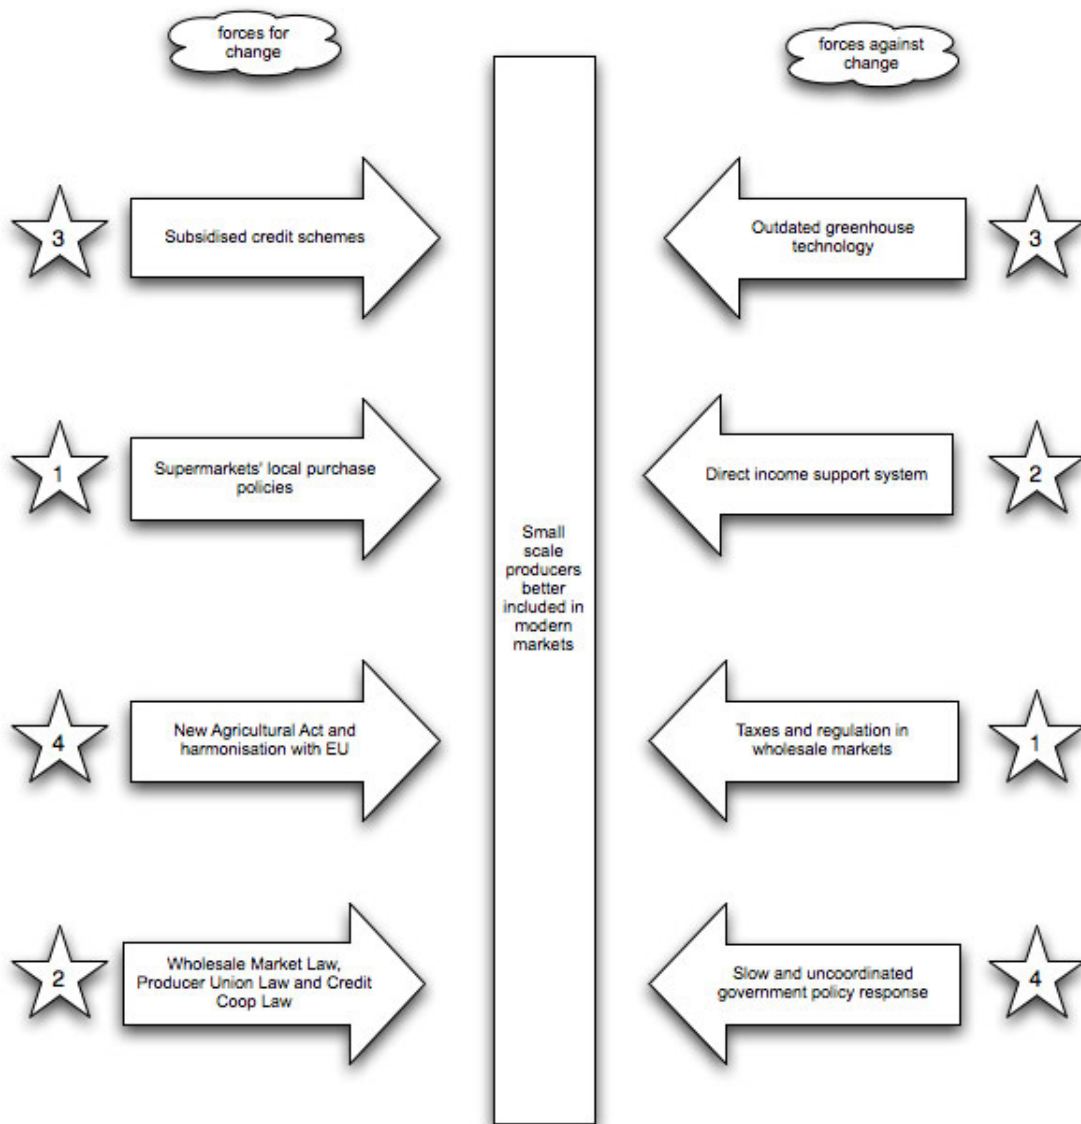 forces for
change
forces against
change
3
Subsidised credit schemes
Outdated greenhouse
technology
3
1
Supermarkets' local purchase
policies
Direct income support system
2
Small
scale
producers
better
included in
modern
markets
4
New Agricultural Act and
harmonisation with EU
Taxes and regulation in
wholesale markets
1
2
Wholesale Market Law,
Producer Union Law and Credit
Coop Law
Slow and uncoordinated
government policy response
4